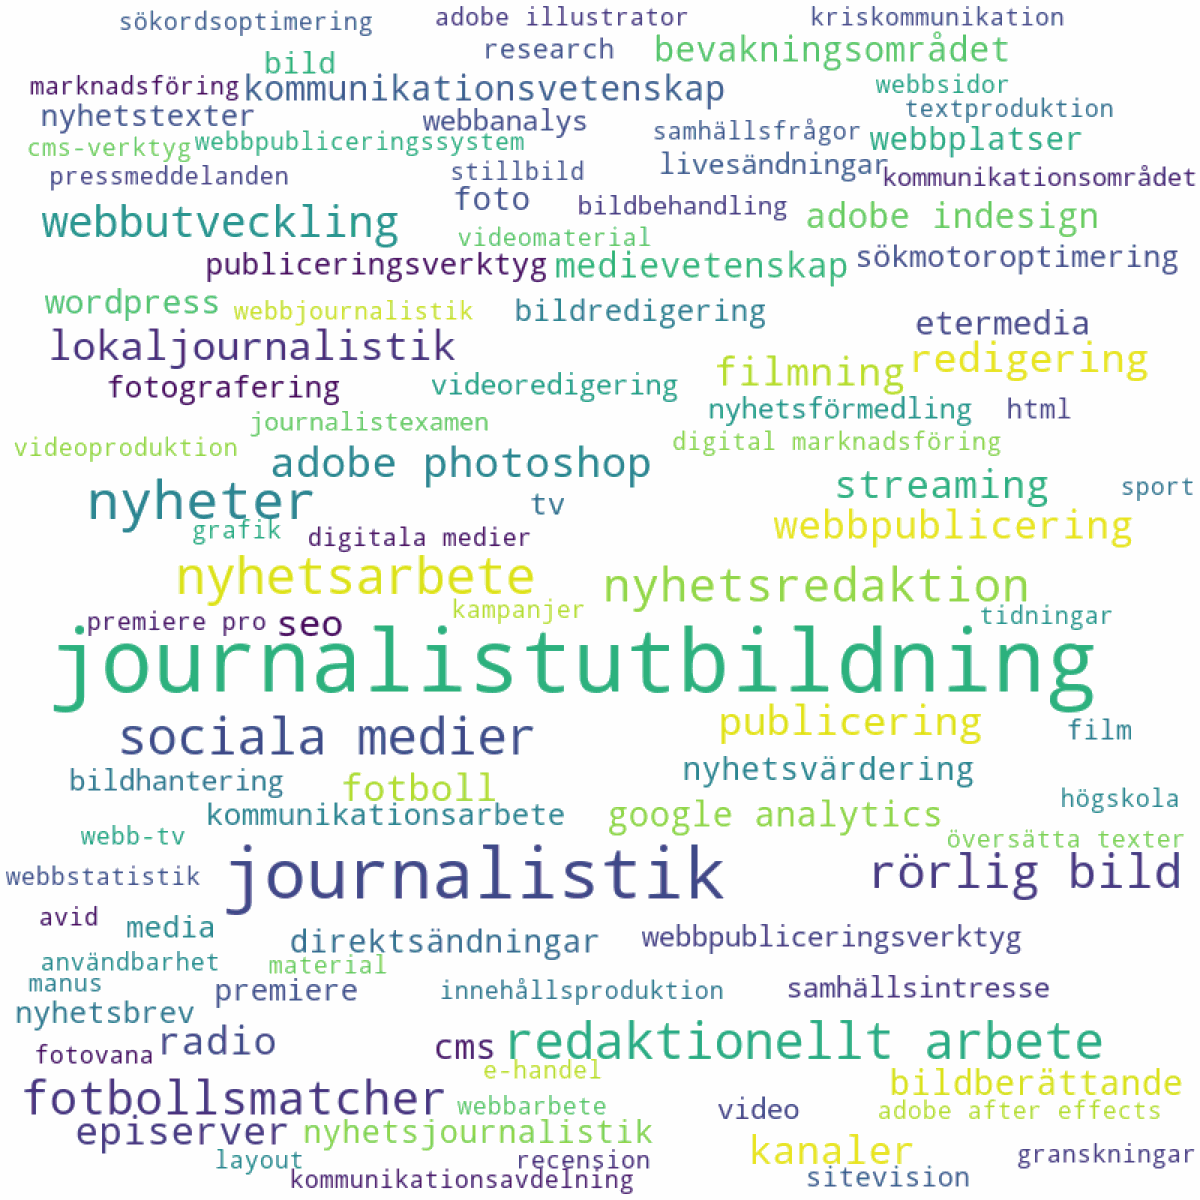 sökordsoptimering adobe illustrator kriskommunikation
bild research bevakningsområdet
marknadsföring kommunikationsvetenskap webbsidor
nyhetstexter webbanalys textproduktion
cms-verktyg webbpubliceringssystem samhällsfrågor webbplatser
pressmeddelanden stillbild livesändningar kommunikationsområdet
webbutveckling foto bildbehandling adobe indesign
videomaterial
publiceringsverktyg medievetenskap sökmotoroptimering
wordpress webbjournalistik bildredigering etermedia
lokaljournalistik filmning redigering
fotografering videoredigering nyhetsförmedling html
videoproduktion journalistexamen digital marknadsföring
adobe photoshop streaming sport
nyheter tv webbpublicering
grafik digitala medier
nyhetsarbete nyhetsredaktion
premiere pro seo kampanjer tidningar
journalistutbildning
sociala medier publicering film
bildhantering fotboll nyhetsvärdering högskola
kommunikationsarbete google analytics
webb-tv översätta texter
webbstatistik journalistik rörlig bild
avid media direktsändningar webbpubliceringsverktyg
användbarhet material
manus premiere innehållsproduktion samhällsintresse
nyhetsbrev
fotovana radio cms redaktionellt arbete
e-handel
fotbollsmatcher webbarbete video bildberättande
adobe after effects
episerver nyhetsjournalistik kanaler granskningar
layout recension
kommunikationsavdelning sitevision